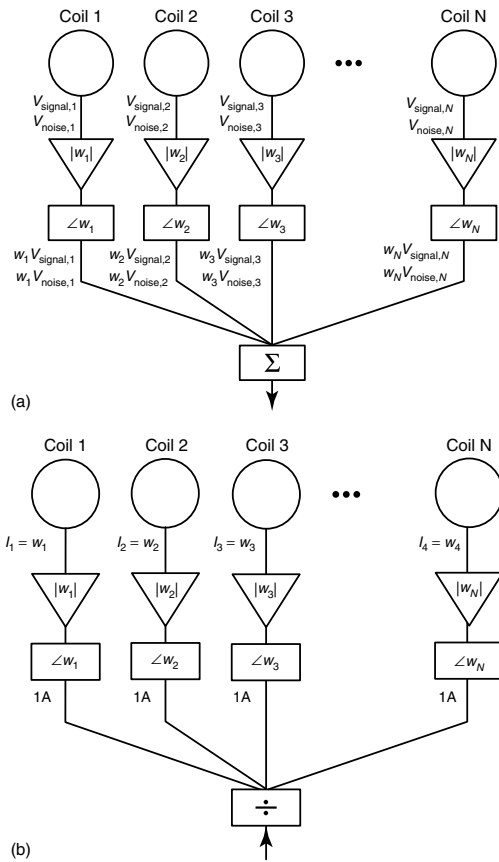 Coil 1 Coil 2 Coil 3 ••• Coil N
V_signal,1 V_signal,2 V_signal,3 V_signal,N
V_noise,1 V_noise,2 V_noise,3 V_noise,N
|w_1| |w_2| |w_3| |w_N|
∠w_1 ∠w_2 ∠w_3 ∠w_N
w_1V_signal,1 w_2V_signal,2 w_3V_signal,3 w_NV_signal,N
w_1V_noise,1 w_2V_noise,2 w_3V_noise,3 w_NV_noise,N
Σ
(a)
Coil 1 Coil 2 Coil 3 ••• Coil N
I_1 = w_1 I_2 = w_2 I_3 = w_3 I_4 = w_4
|w_1| |w_2| |w_3| |w_N|
∠w_1 ∠w_2 ∠w_3 ∠w_N
1A 1A 1A 1A
÷
(b)